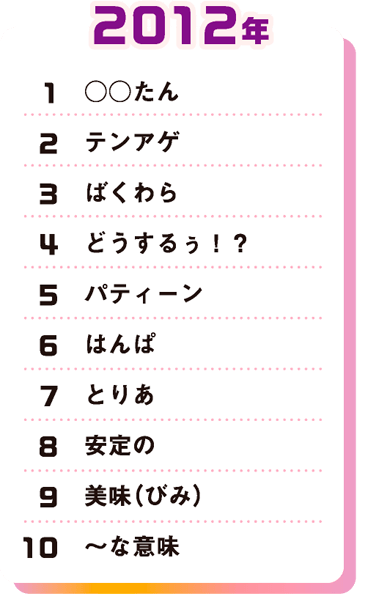 2012年
1 ○○たん
2 テンアゲ
3 ばくわら
4 どうするぅ！？
5 パティーン
6 はんぱ
7 とりあ
8 安定の
9 美味(びみ)
10 〜な意味